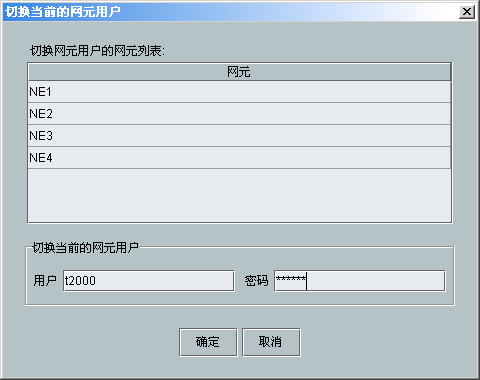 切换当前的网元用户
切换网元用户的网元列表:
网元
NE1
NE2
NE3
NE4
切换当前的网元用户
用户 t2000 密码 ******
确定 取消